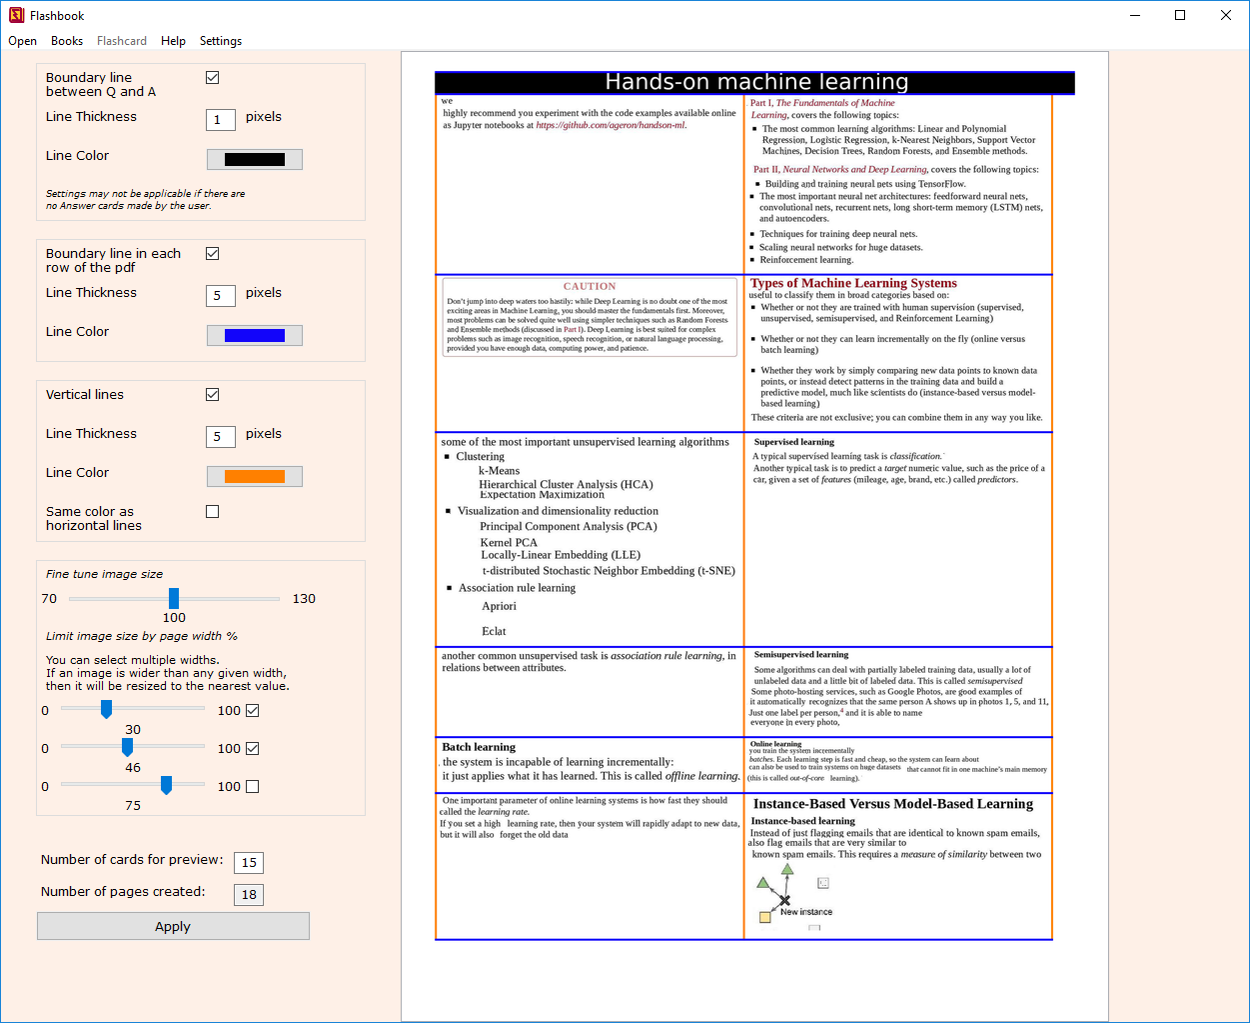 Flashbook
Open Books Flashcard Help Settings
Boundary line
between Q and A
Line Thickness 1 pixels
Line Color
Settings may not be applicable if there are
no Answer cards made by the user.
Boundary line in each
row of the pdf
Line Thickness 5 pixels
Line Color
Vertical lines
Line Thickness 5 pixels
Line Color
Same color as
horizontal lines
Fine tune image size
70 130
100
Limit image size by page width %
You can select multiple widths.
If an image is wider than any given width,
then it will be resized to the nearest value.
0 100
30
0 100
46
0 100
75
Number of cards for preview: 15
Number of pages created: 18
Apply
Hands-on machine learning
we
highly recommend you experiment with the code examples available online
as Jupyter notebooks at https://github.com/ageron/handson-ml.
Part I, The Fundamentals of Machine
Learning, covers the following topics:
■ The most common learning algorithms: Linear and Polynomial
Regression, Logistic Regression, k-Nearest Neighbors, Support Vector
Machines, Decision Trees, Random Forests, and Ensemble methods.
Part II, Neural Networks and Deep Learning, covers the following topics:
■ Building and training neural nets using TensorFlow.
■ The most important neural net architectures: feedforward neural nets,
convolutional nets, recurrent nets, long short-term memory (LSTM) nets,
and autoencoders.
■ Techniques for training deep neural nets.
■ Scaling neural networks for huge datasets.
■ Reinforcement learning.
CAUTION
Don't jump into deep waters too hastily: while Deep Learning is no doubt one of the most
exciting areas in Machine Learning, you should master the fundamentals first. Moreover,
most problems can be solved quite well using simpler techniques such as Random Forests
and Ensemble methods (discussed in Part I). Deep Learning is best suited for complex
problems such as image recognition, speech recognition, or natural language processing,
provided you have enough data, computing power, and patience.
Types of Machine Learning Systems
useful to classify them in broad categories based on:
■ Whether or not they are trained with human supervision (supervised,
unsupervised, semisupervised, and Reinforcement Learning)
■ Whether or not they can learn incrementally on the fly (online versus
batch learning)
■ Whether they work by simply comparing new data points to known data
points, or instead detect patterns in the training data and build a
predictive model, much like scientists do (instance-based versus model-
based learning)
These criteria are not exclusive; you can combine them in any way you like.
some of the most important unsupervised learning algorithms
■ Clustering
k-Means
Hierarchical Cluster Analysis (HCA)
Expectation Maximization
■ Visualization and dimensionality reduction
Principal Component Analysis (PCA)
Kernel PCA
Locally-Linear Embedding (LLE)
t-distributed Stochastic Neighbor Embedding (t-SNE)
■ Association rule learning
Apriori
Eclat
Supervised learning
A typical supervised learning task is classification.
Another typical task is to predict a target numeric value, such as the price of a
car, given a set of features (mileage, age, brand, etc.) called predictors.
another common unsupervised task is association rule learning, in
relations between attributes.
Semisupervised learning
Some algorithms can deal with partially labeled training data, usually a lot of
unlabeled data and a little bit of labeled data. This is called semisupervised
Some photo-hosting services, such as Google Photos, are good examples of
it automatically recognizes that the same person A shows up in photos 1, 5, and 11,
Just one label per person,4 and it is able to name
everyone in every photo,
Batch learning
the system is incapable of learning incrementally:
it just applies what it has learned. This is called offline learning.
Online learning
you train the system incrementally
batches. Each learning step is fast and cheap, so the system can learn about
can also be used to train systems on huge datasets that cannot fit in one machine's main memory
(this is called out-of-core learning).
One important parameter of online learning systems is how fast they should
called the learning rate.
If you set a high learning rate, then your system will rapidly adapt to new data,
but it will also forget the old data
Instance-Based Versus Model-Based Learning
Instance-based learning
Instead of just flagging emails that are identical to known spam emails,
also flag emails that are very similar to
known spam emails. This requires a measure of similarity between two
New instance